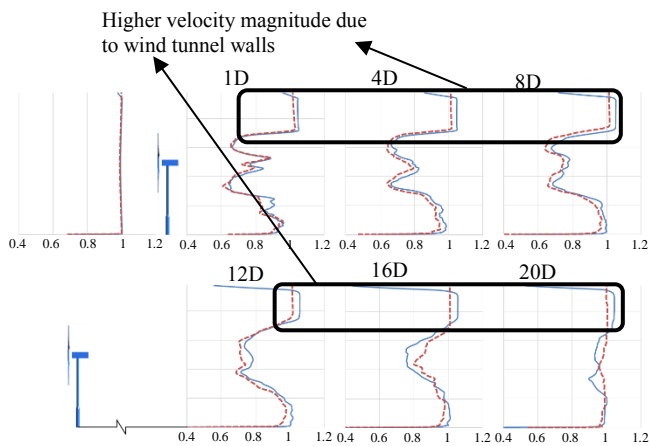 Higher velocity magnitude due
to wind tunnel walls
1D 4D 8D
0.4 0.6 0.8 1 1.2 0.4 0.6 0.8 1 1.2 0.4 0.6 0.8 1 1.2 0.4 0.6 0.8 1 1.2
12D 16D 20D
0.4 0.6 0.8 1 1.2 0.4 0.6 0.8 1 1.2 0.4 0.6 0.8 1 1.2